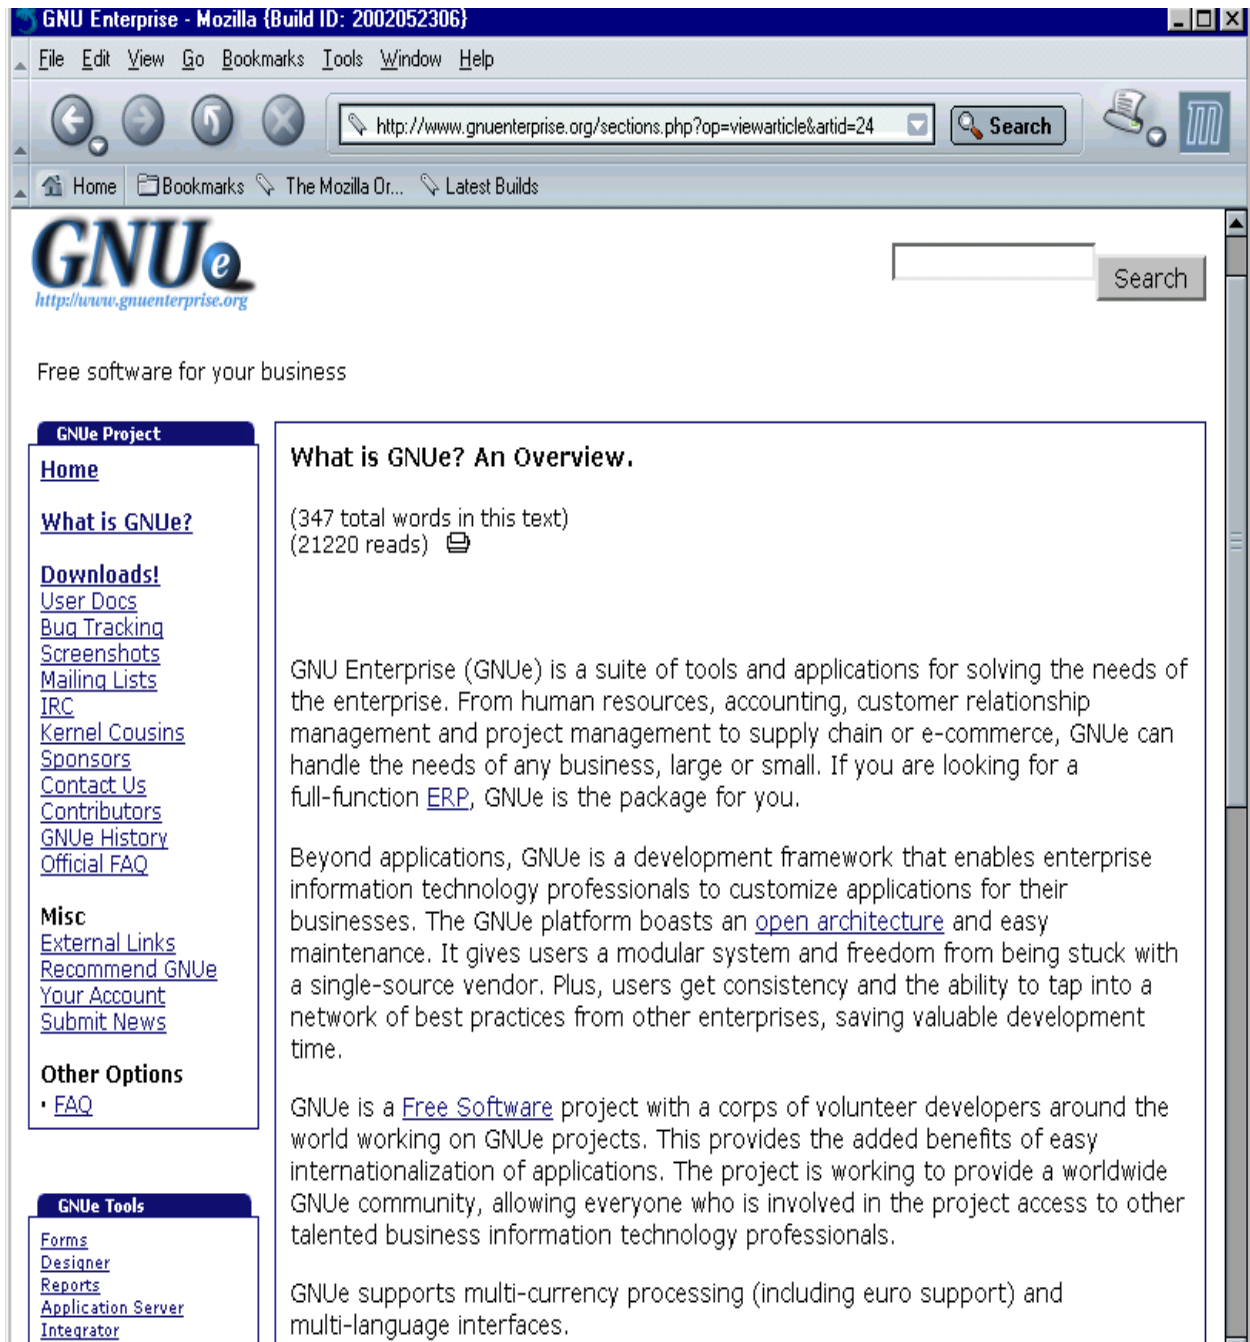 GNU Enterprise - Mozilla {Build ID: 2002052306}
File Edit View Go Bookmarks Tools Window Help
http://www.gnuenterprise.org/sections.php?op=viewarticle&artid=24
Search
Home Bookmarks The Mozilla Or... Latest Builds
GNUe
http://www.gnuenterprise.org
Search
Free software for your business
GNUe Project
Home
What is GNUe?
Downloads!
User Docs
Bug Tracking
Screenshots
Mailing Lists
IRC
Kernel Cousins
Sponsors
Contact Us
Contributors
GNUe History
Official FAQ
Misc
External Links
Recommend GNUe
Your Account
Submit News
Other Options
· FAQ
GNUe Tools
Forms
Designer
Reports
Application Server
Integrator
What is GNUe? An Overview.
(347 total words in this text)
(21220 reads)
GNU Enterprise (GNUe) is a suite of tools and applications for solving the needs of
the enterprise. From human resources, accounting, customer relationship
management and project management to supply chain or e-commerce, GNUe can
handle the needs of any business, large or small. If you are looking for a
full-function ERP, GNUe is the package for you.
Beyond applications, GNUe is a development framework that enables enterprise
information technology professionals to customize applications for their
businesses. The GNUe platform boasts an open architecture and easy
maintenance. It gives users a modular system and freedom from being stuck with
a single-source vendor. Plus, users get consistency and the ability to tap into a
network of best practices from other enterprises, saving valuable development
time.
GNUe is a Free Software project with a corps of volunteer developers around the
world working on GNUe projects. This provides the added benefits of easy
internationalization of applications. The project is working to provide a worldwide
GNUe community, allowing everyone who is involved in the project access to other
talented business information technology professionals.
GNUe supports multi-currency processing (including euro support) and
multi-language interfaces.